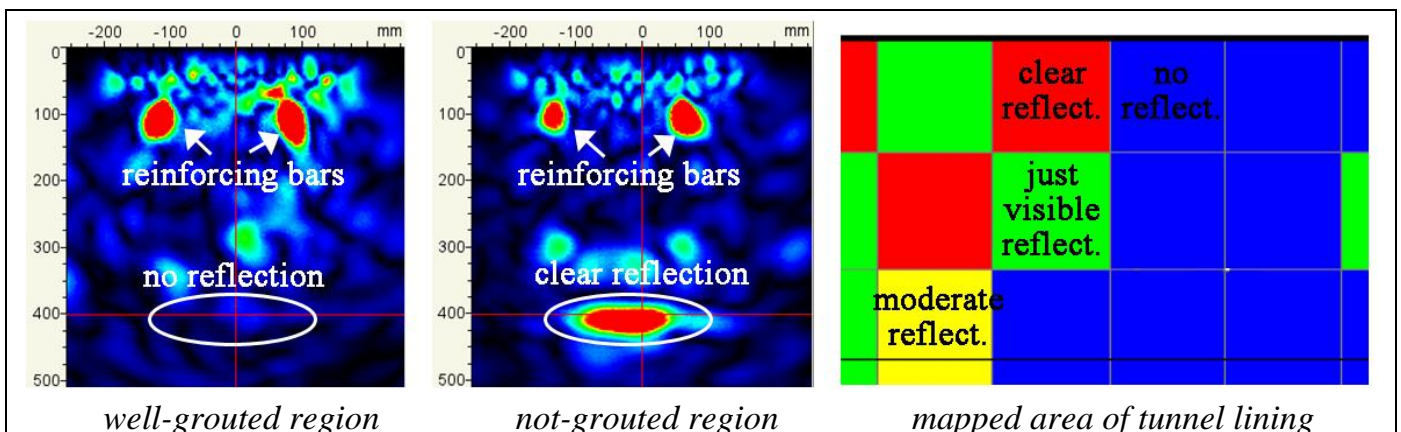 -200 -100 0 100 mm
0
100
200
300
400
500
reinforcing bars
no reflection
well-grouted region
-200 -100 0 100 mm
0
100
200
300
400
500
reinforcing bars
clear reflection
not-grouted region
clear
reflect.
no
reflect.
just
visible
reflect.
moderate
reflect.
mapped area of tunnel lining